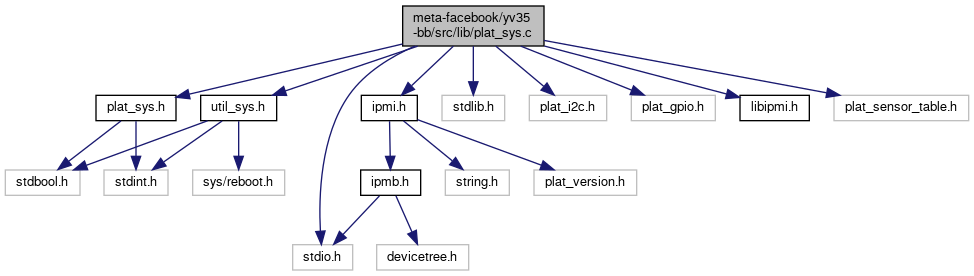 meta-facebook/yv35
-bb/src/lib/plat_sys.c
plat_sys.h
util_sys.h
ipmi.h
stdlib.h
plat_i2c.h
plat_gpio.h
libipmi.h
plat_sensor_table.h
stdbool.h
stdint.h
sys/reboot.h
ipmb.h
string.h
plat_version.h
stdio.h
devicetree.h